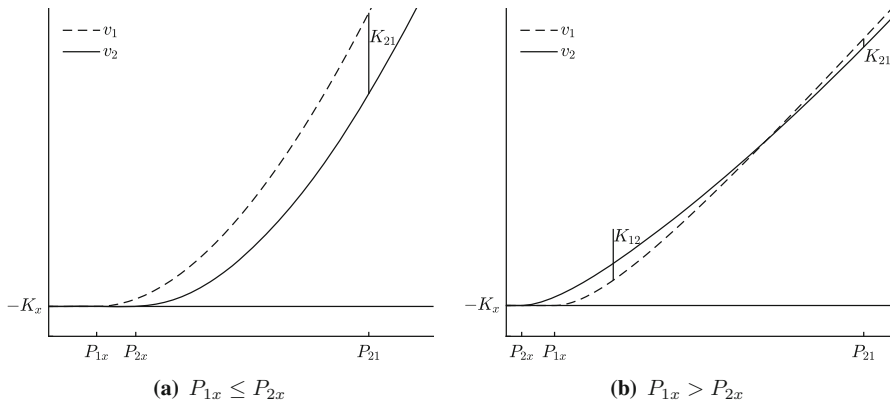 v₁
v₂
K₂₁
−Kₓ
P₁ₓ
P₂ₓ
P₂₁
(a) P₁ₓ ≤ P₂ₓ
v₁
v₂
K₂₁
K₁₂
−Kₓ
P₂ₓ
P₁ₓ
P₂₁
(b) P₁ₓ > P₂ₓ